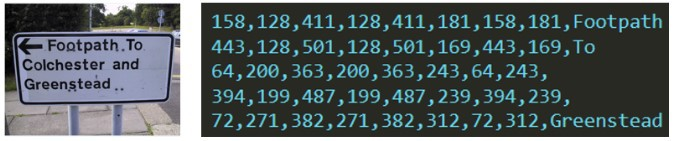 Footpath To
Colchester and
Greenstead
158,128,411,128,411,181,158,181,Footpath
443,128,501,128,501,169,443,169,To
64,200,363,200,363,243,64,243,
394,199,487,199,487,239,394,239,
72,271,382,271,382,312,72,312,Greenstead